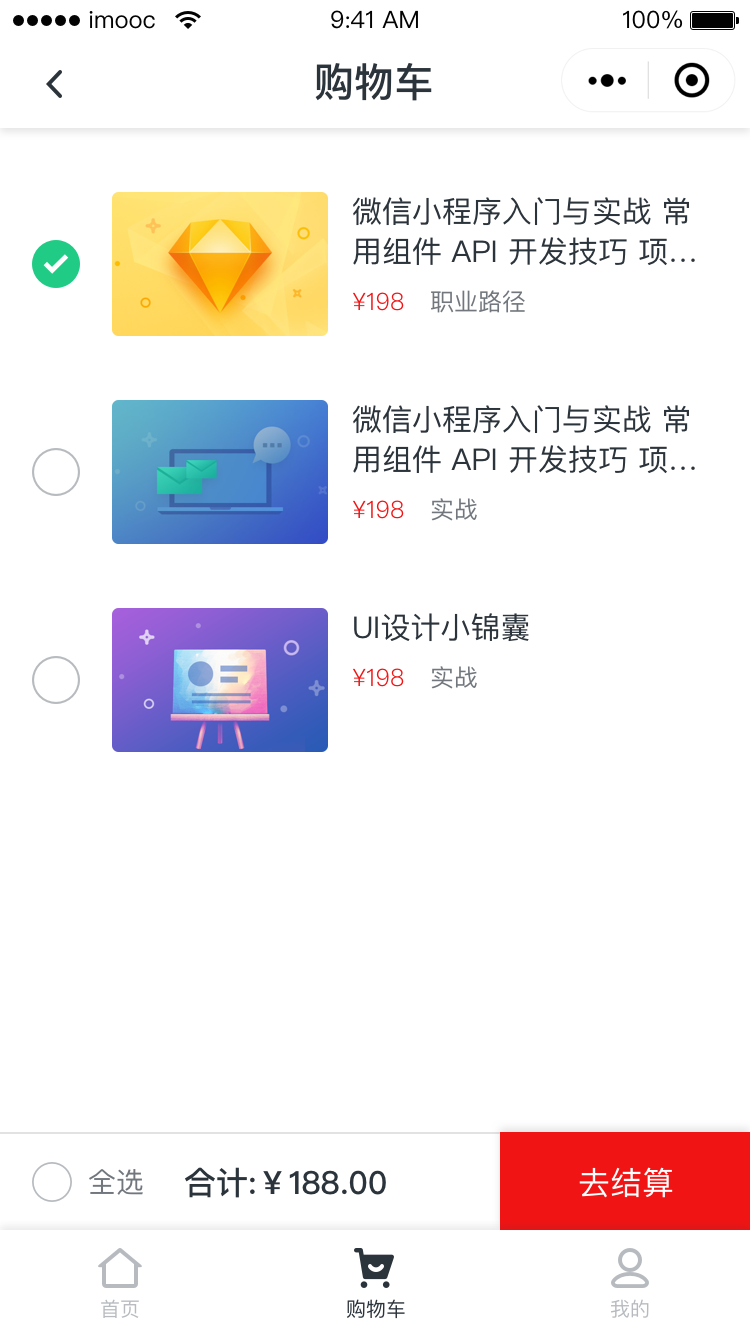 imooc 9:41 AM 100%
购物车
微信小程序入门与实战 常
用组件 API 开发技巧 项...
¥198 职业路径
微信小程序入门与实战 常
用组件 API 开发技巧 项...
¥198 实战
UI设计小锦囊
¥198 实战
全选 合计: ¥ 188.00 去结算
首页 购物车 我的